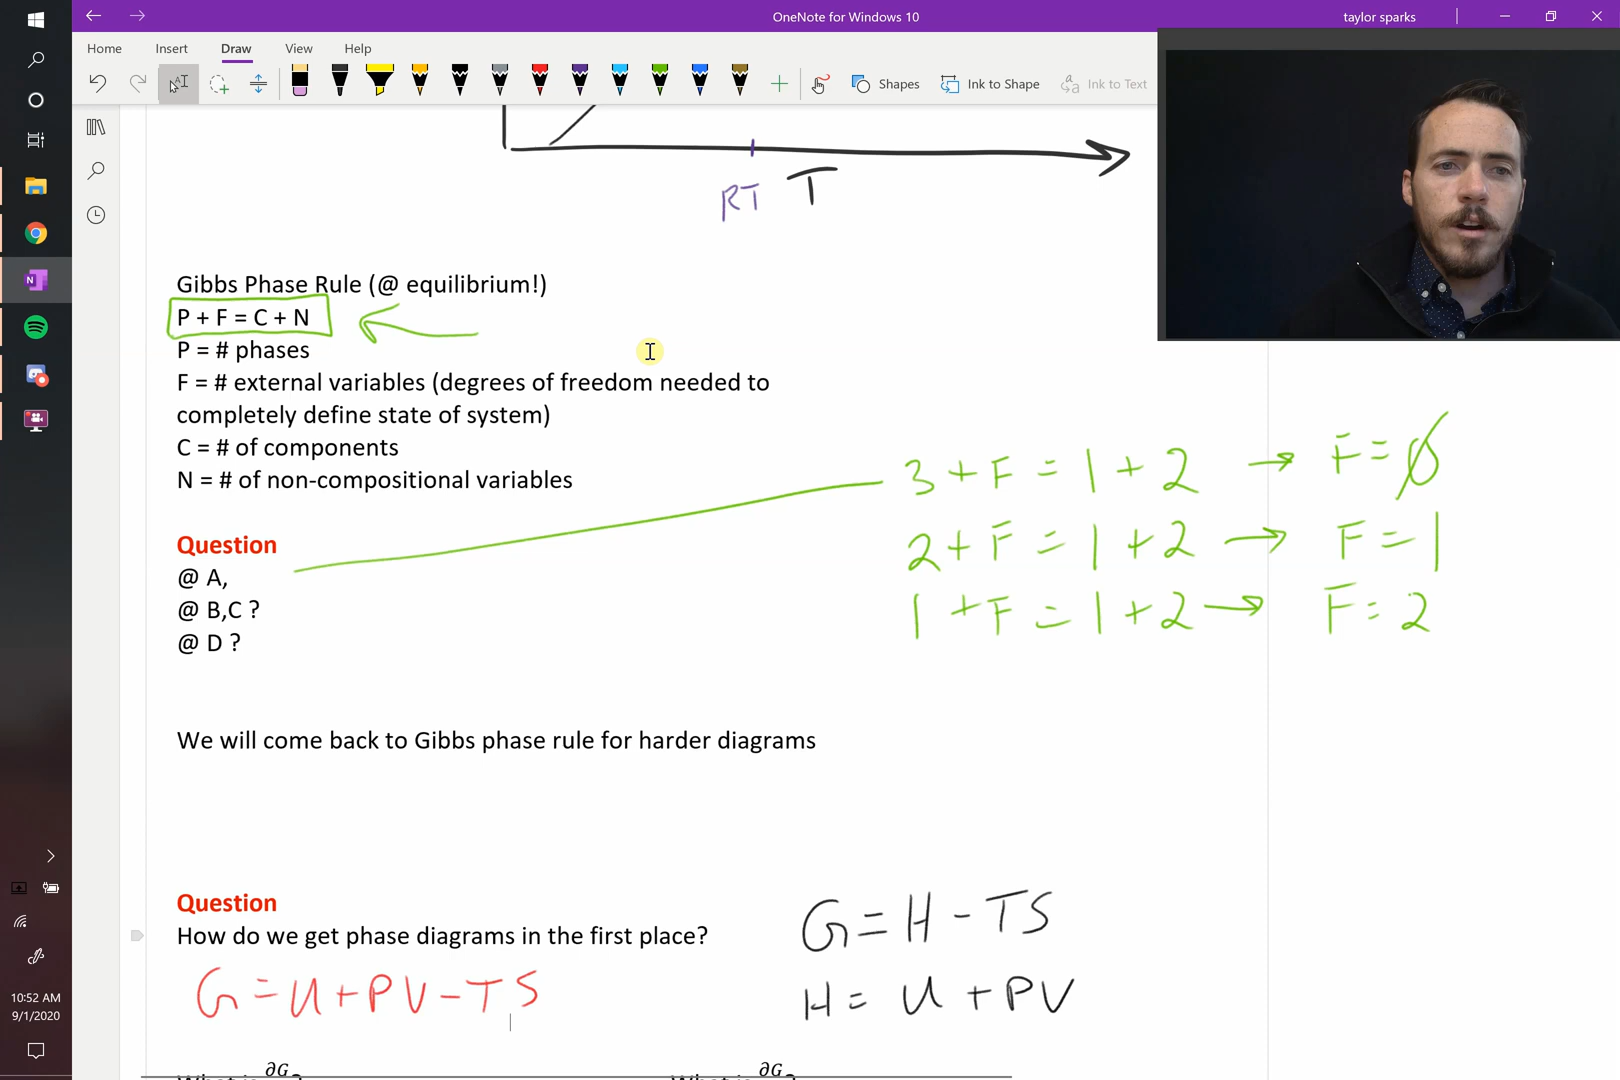 OneNote for Windows 10
taylor sparks
Home Insert Draw View Help
Shapes Ink to Shape Ink to Text
RT T
Gibbs Phase Rule (@ equilibrium!)
P + F = C + N
P = # phases
F = # external variables (degrees of freedom needed to
completely define state of system)
C = # of components
N = # of non-compositional variables
3 + F = 1 + 2 → F = 0
2 + F = 1 + 2 → F = 1
1 + F = 1 + 2 → F = 2
Question
@ A,
@ B,C ?
@ D ?
We will come back to Gibbs phase rule for harder diagrams
Question
How do we get phase diagrams in the first place?
G = H - TS
G = U + PV - TS
H = U + PV
∂G
∂G
10:52 AM
9/1/2020